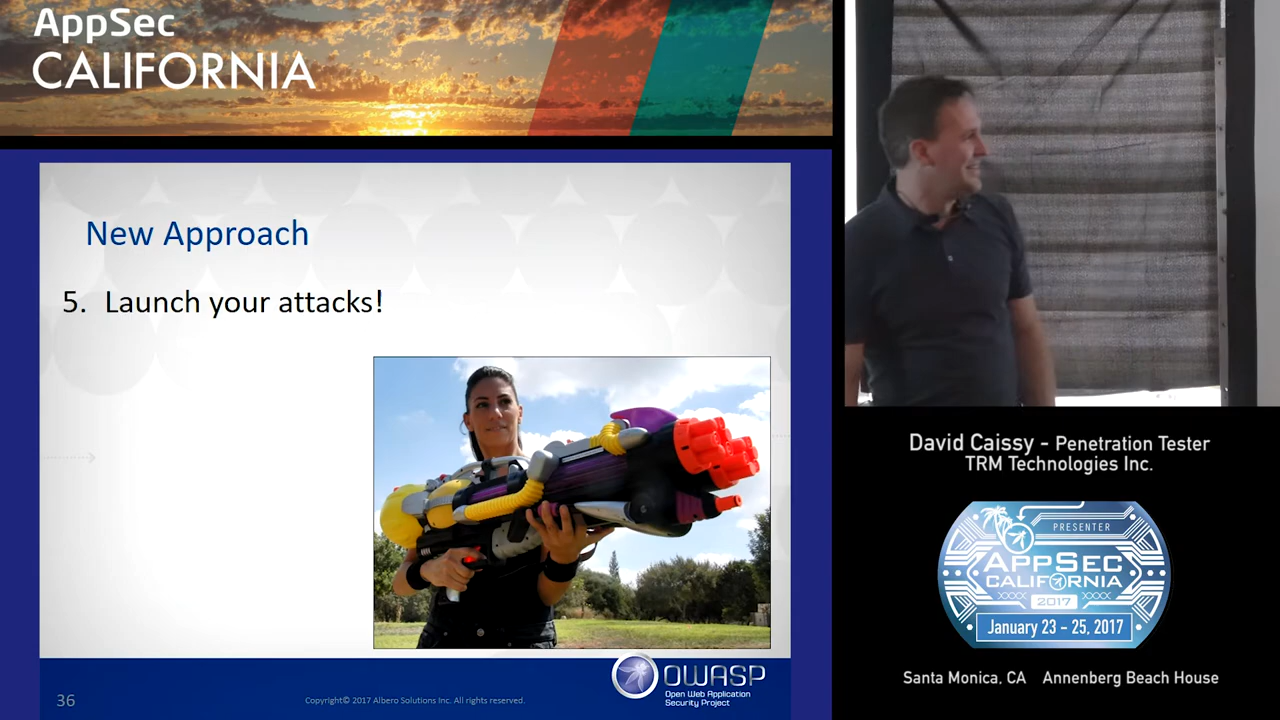 AppSec
CALIFORNIA
New Approach
5. Launch your attacks!
36
Copyright© 2017 Albero Solutions Inc. All rights reserved.
OWASP
Open Web Application
Security Project
David Caissy - Penetration Tester
TRM Technologies Inc.
PRESENTER
APPSEC
CALIFORNIA
2017
January 23 - 25, 2017
Santa Monica, CA Annenberg Beach House